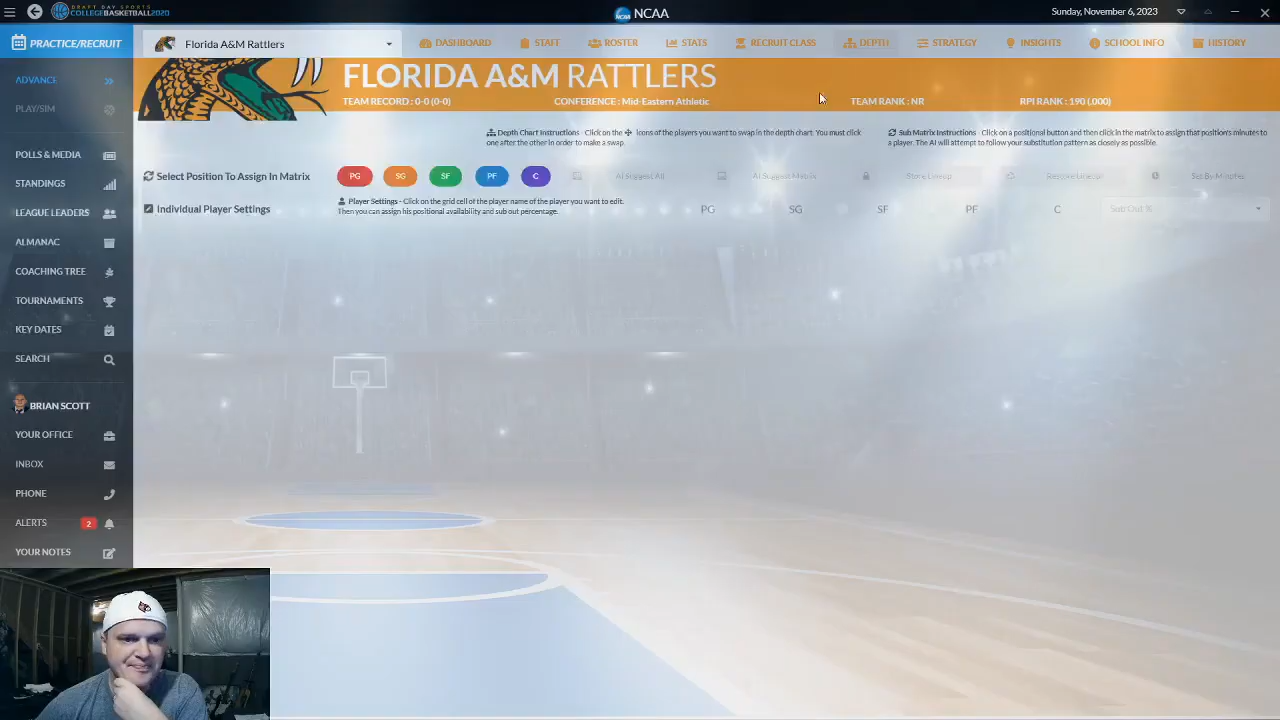 DRAFT DAY SPORTS
COLLEGE BASKETBALL 2020
NCAA
Sunday, November 6, 2023
PRACTICE/RECRUIT
Florida A&M Rattlers
DASHBOARD
STAFF
ROSTER
STATS
RECRUIT CLASS
DEPTH
STRATEGY
INSIGHTS
SCHOOL INFO
HISTORY
ADVANCE
PLAY/SIM
POLLS & MEDIA
STANDINGS
LEAGUE LEADERS
ALMANAC
COACHING TREE
TOURNAMENTS
KEY DATES
SEARCH
BRIAN SCOTT
YOUR OFFICE
INBOX
PHONE
ALERTS 2
YOUR NOTES
FLORIDA A&M RATTLERS
TEAM RECORD : 0-0 (0-0)
CONFERENCE : Mid-Eastern Athletic
TEAM RANK : NR
RPI RANK : 190 (.000)
Depth Chart Instructions - Click on the icons of the players you want to swap in the depth chart. You must click
one after the other in order to make a swap.
Sub Matrix Instructions - Click on a positional button and then click in the matrix to assign that position's minutes to
a player. The AI will attempt to follow your substitution pattern as closely as possible.
Select Position To Assign In Matrix
PG
SG
SF
PF
C
AI Suggest All
AI Suggest Matrix
Store Lineup
Restore Lineup
Set By Minutes
Individual Player Settings
Player Settings - Click on the grid cell of the player name of the player you want to edit.
Then you can assign his positional availability and sub out percentage.
PG
SG
SF
PF
C
Sub Out %